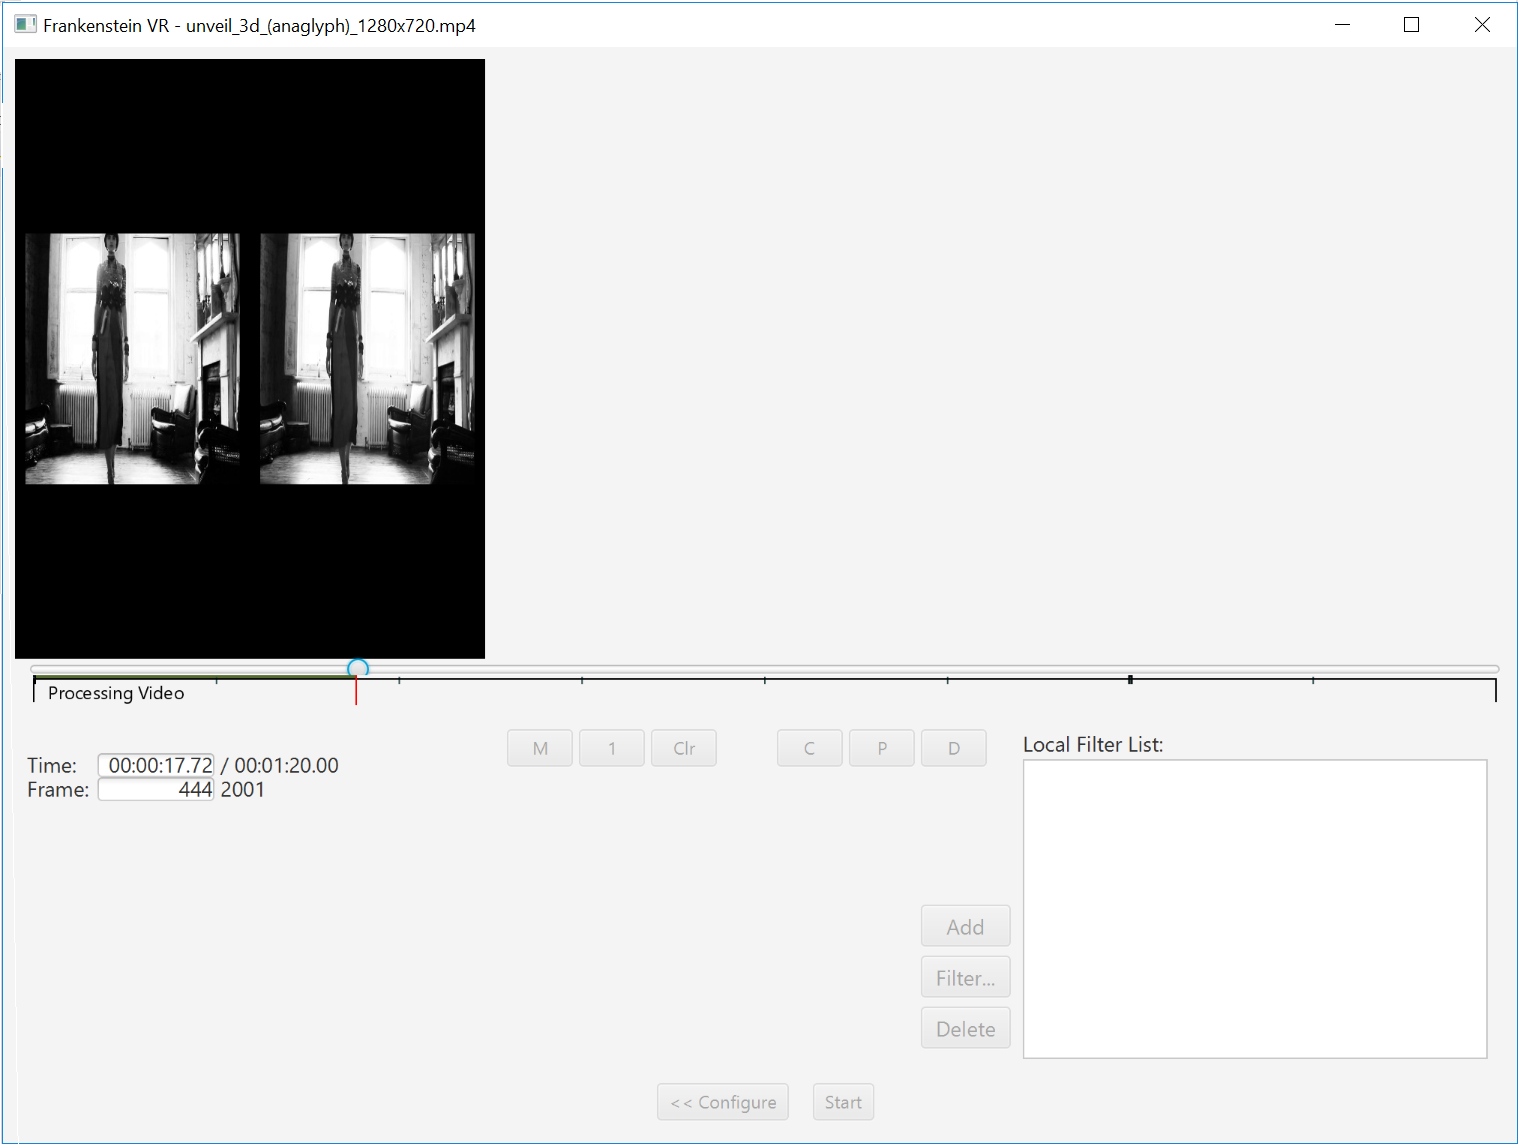 Frankenstein VR - unveil_3d_(anaglyph)_1280x720.mp4
Processing Video
M 1 Clr C P D
Local Filter List:
Time: 00:00:17.72 / 00:01:20.00
Frame: 444 2001
Add
Filter...
Delete
<< Configure Start